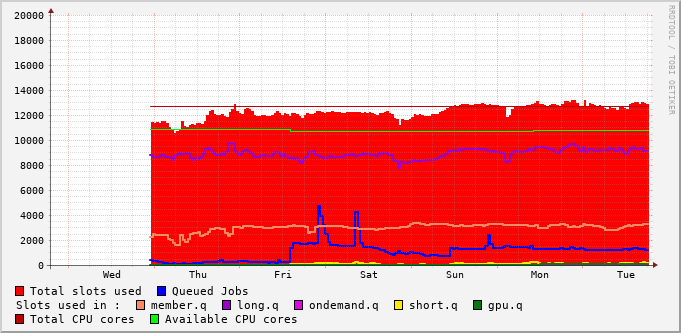 20000
18000
16000
14000
12000
10000
8000
6000
4000
2000
0
Wed Thu Fri Sat Sun Mon Tue
RRDTOOL / TOBI OETIKER
Total slots used Queued Jobs
Slots used in : member.q long.q ondemand.q short.q gpu.q
Total CPU cores Available CPU cores